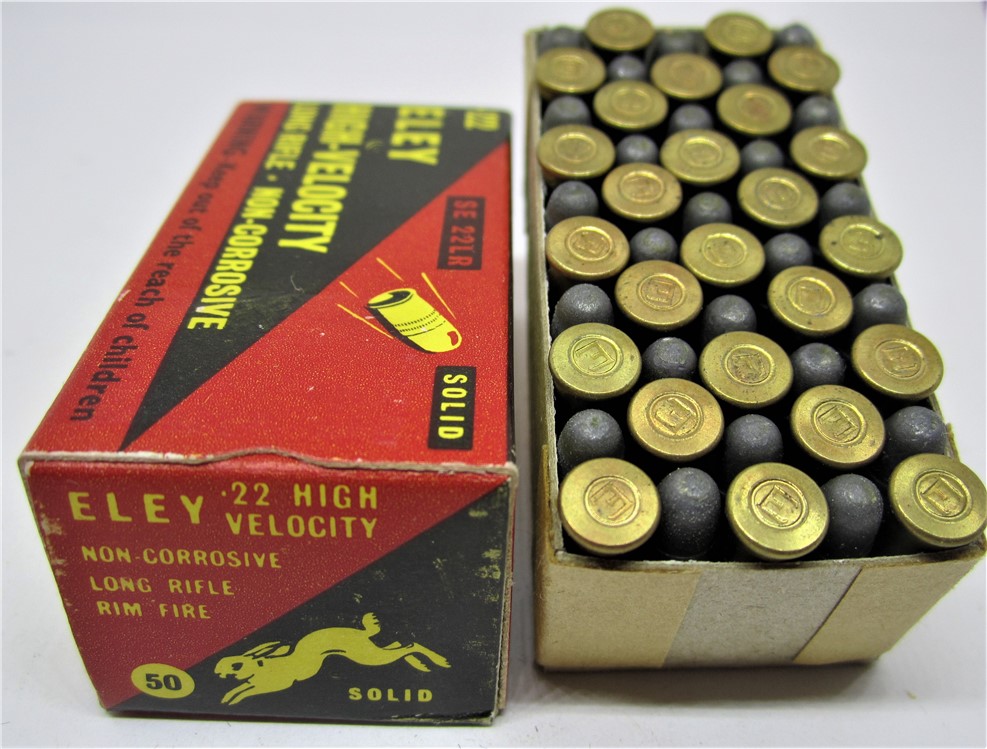 .22
ELEY
HIGH-VELOCITY
LONG RIFLE · NON-CORROSIVE
WARNING- Keep out of the reach of children
SE 22LR
SOLID
ELEY .22 HIGH
VELOCITY
NON-CORROSIVE
LONG RIFLE
RIM FIRE
50
SOLID
E
E
E
E
E
E
E
E
E
E